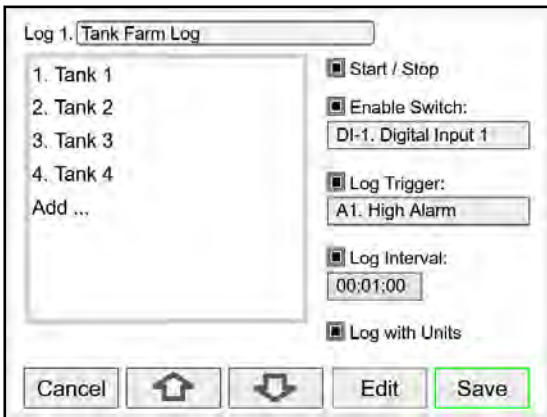 Log 1. Tank Farm Log
1. Tank 1
2. Tank 2
3. Tank 3
4. Tank 4
Add ...
Start / Stop
Enable Switch:
DI-1. Digital Input 1
Log Trigger:
A1. High Alarm
Log Interval:
00:01:00
Log with Units
Cancel
Edit
Save